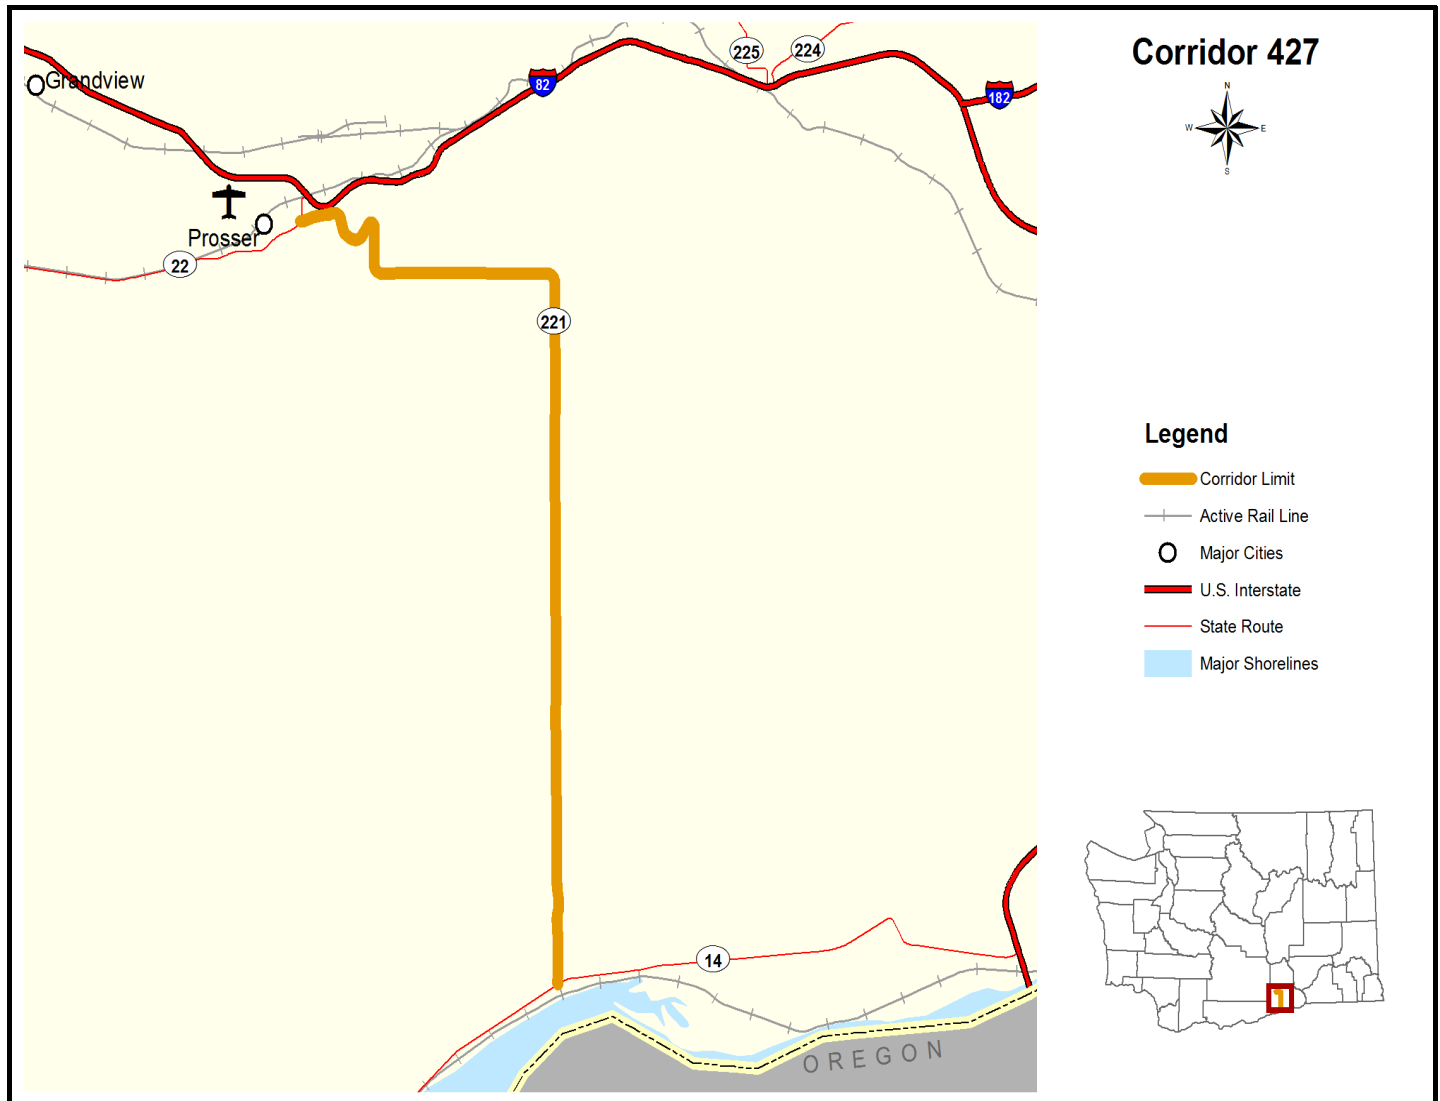 Corridor 427
N
W
E
S
225
224
82
182
Grandview
Prosser
22
221
14
OREGON
Legend
Corridor Limit
Active Rail Line
Major Cities
U.S. Interstate
State Route
Major Shorelines